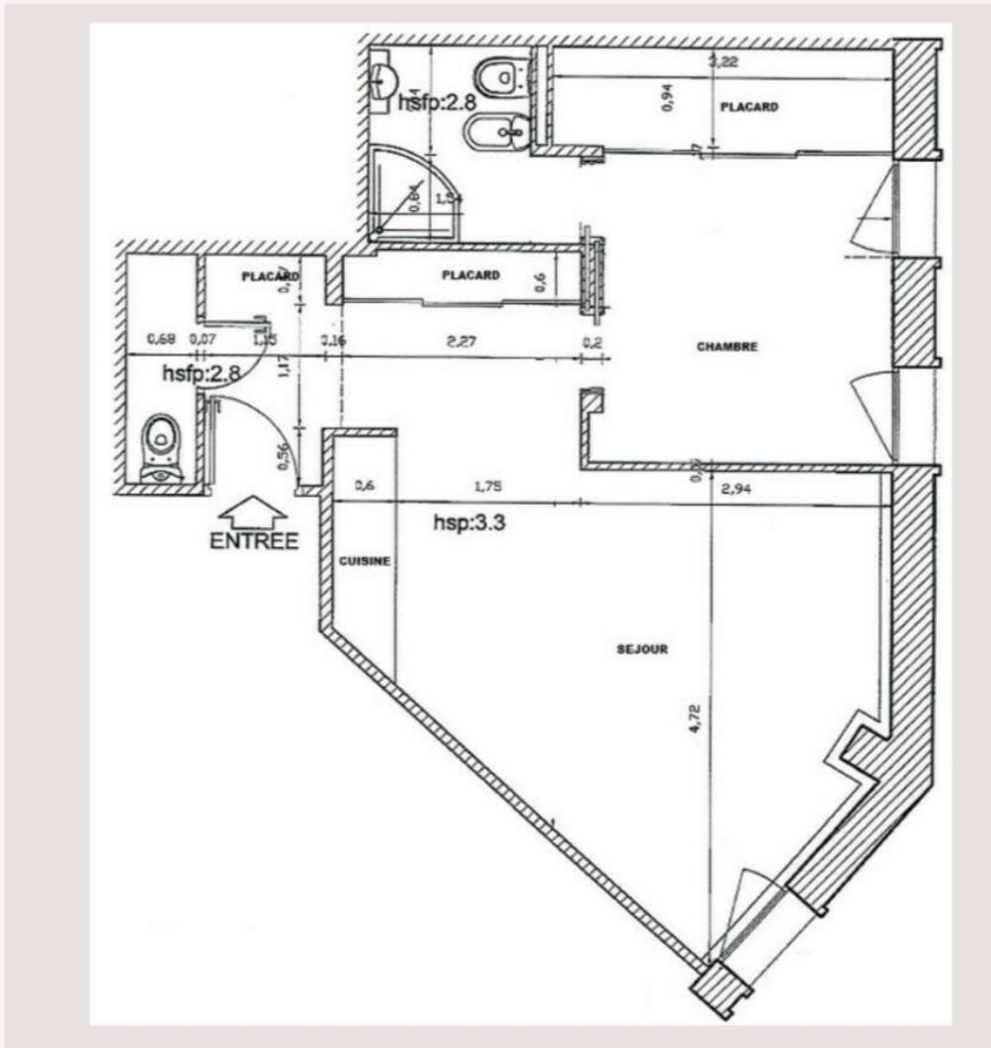 3,22
hsfp:2.8
0,94
PLACARD
0,84
1,54
PLACARD
PLACARD
0,6
0,68
0,07
1,15
0,16
2,27
0,2
CHAMBRE
1,17
hsfp:2.8
0,56
0,6
1,75
2,94
hsp:3.3
ENTREE
CUISINE
SEJOUR
4,72